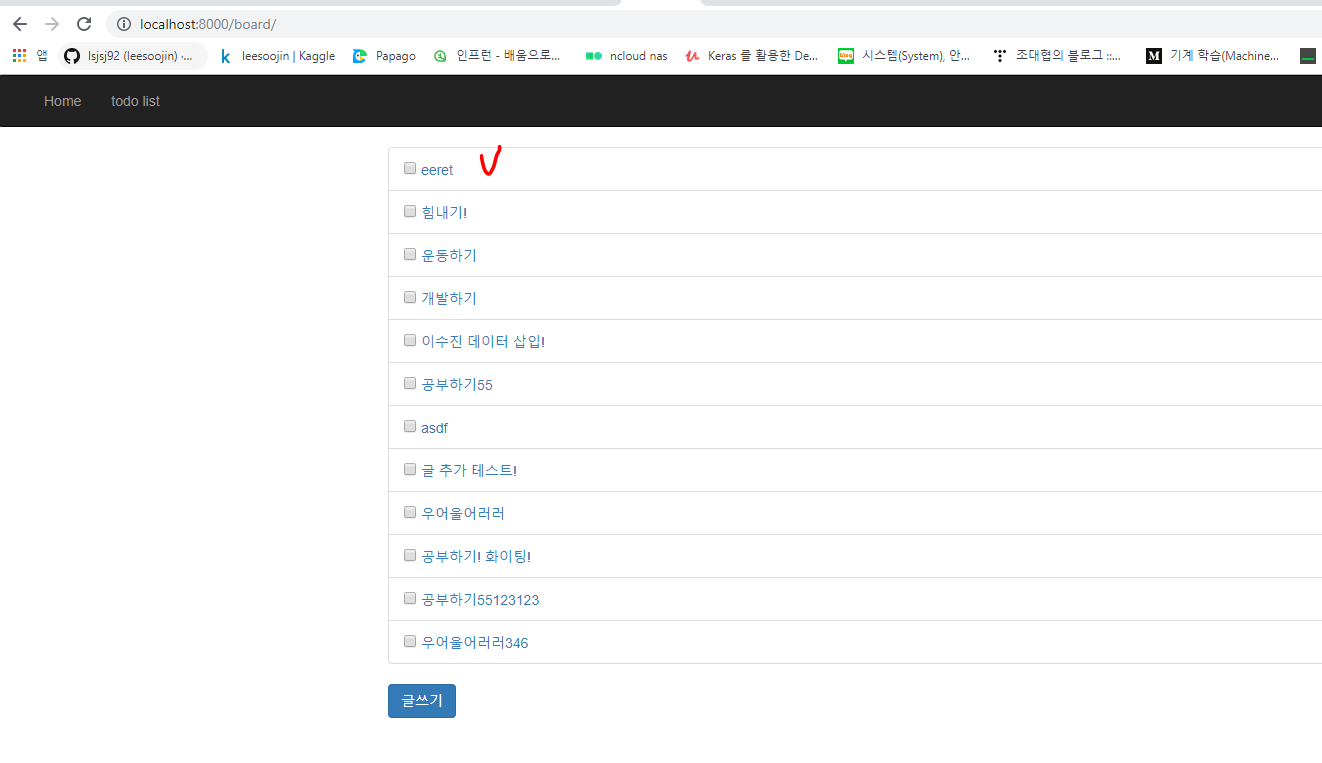 localhost:8000/board/
앱 lsjsj92 (leesoojin) ·... leesoojin | Kaggle Papago 인프런 - 배움으로... ncloud nas Keras 를 활용한 De... 시스템(System), 안... 조대협의 블로그 ::... 기계 학습(Machine...
Home todo list
eeret
힘내기!
운동하기
개발하기
이수진 데이터 삽입!
공부하기55
asdf
글 추가 테스트!
우어울어러러
공부하기! 화이팅!
공부하기55123123
우어울어러러346
글쓰기